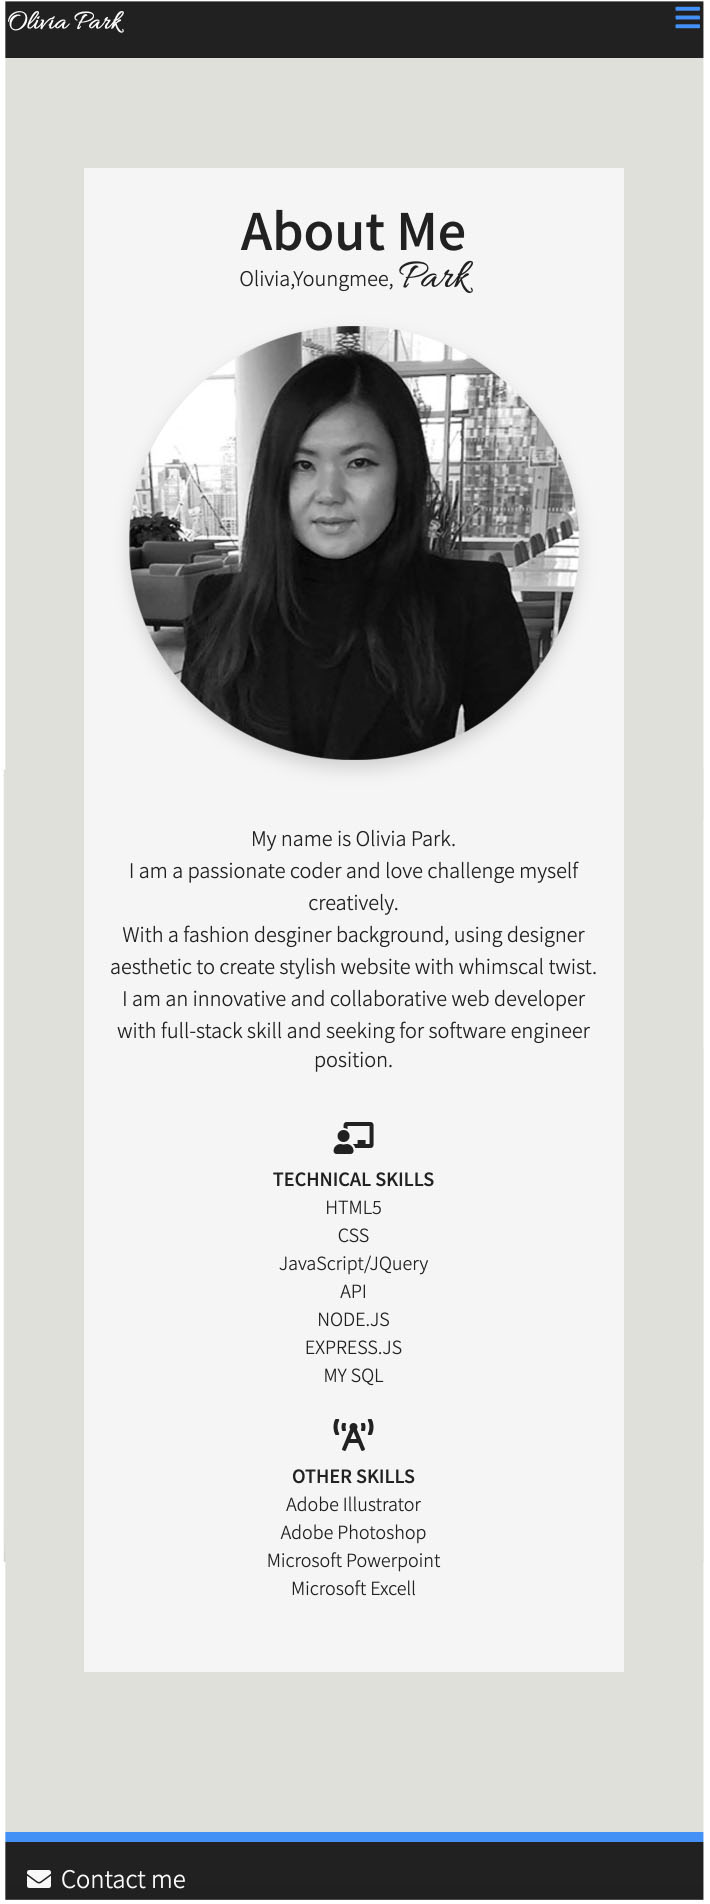 Olivia Park
About Me
Olivia,Youngmee, Park
My name is Olivia Park.
I am a passionate coder and love challenge myself
creatively.
With a fashion desginer background, using designer
aesthetic to create stylish website with whimscal twist.
I am an innovative and collaborative web developer
with full-stack skill and seeking for software engineer
position.
TECHNICAL SKILLS
HTML5
CSS
JavaScript/JQuery
API
NODE.JS
EXPRESS.JS
MY SQL
OTHER SKILLS
Adobe Illustrator
Adobe Photoshop
Microsoft Powerpoint
Microsoft Excell
Contact me